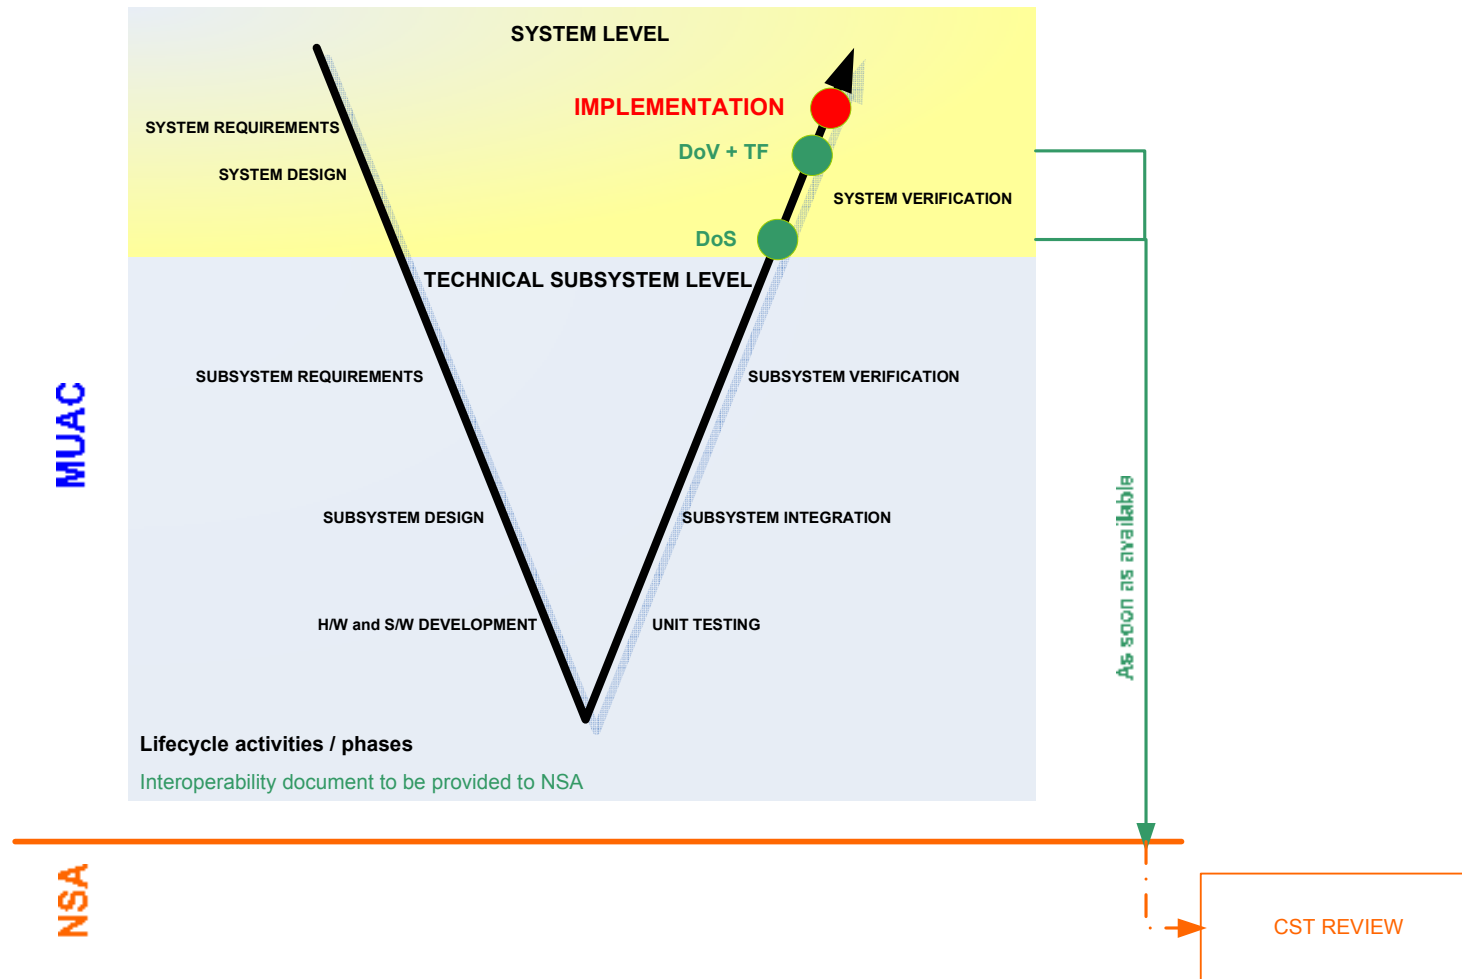 SYSTEM LEVEL
IMPLEMENTATION
SYSTEM REQUIREMENTS
DoV + TF
SYSTEM DESIGN
SYSTEM VERIFICATION
DoS
TECHNICAL SUBSYSTEM LEVEL
SUBSYSTEM REQUIREMENTS
SUBSYSTEM VERIFICATION
MUAC
SUBSYSTEM DESIGN
SUBSYSTEM INTEGRATION
As soon as available
H/W and S/W DEVELOPMENT
UNIT TESTING
Lifecycle activities / phases
Interoperability document to be provided to NSA
NSA
CST REVIEW